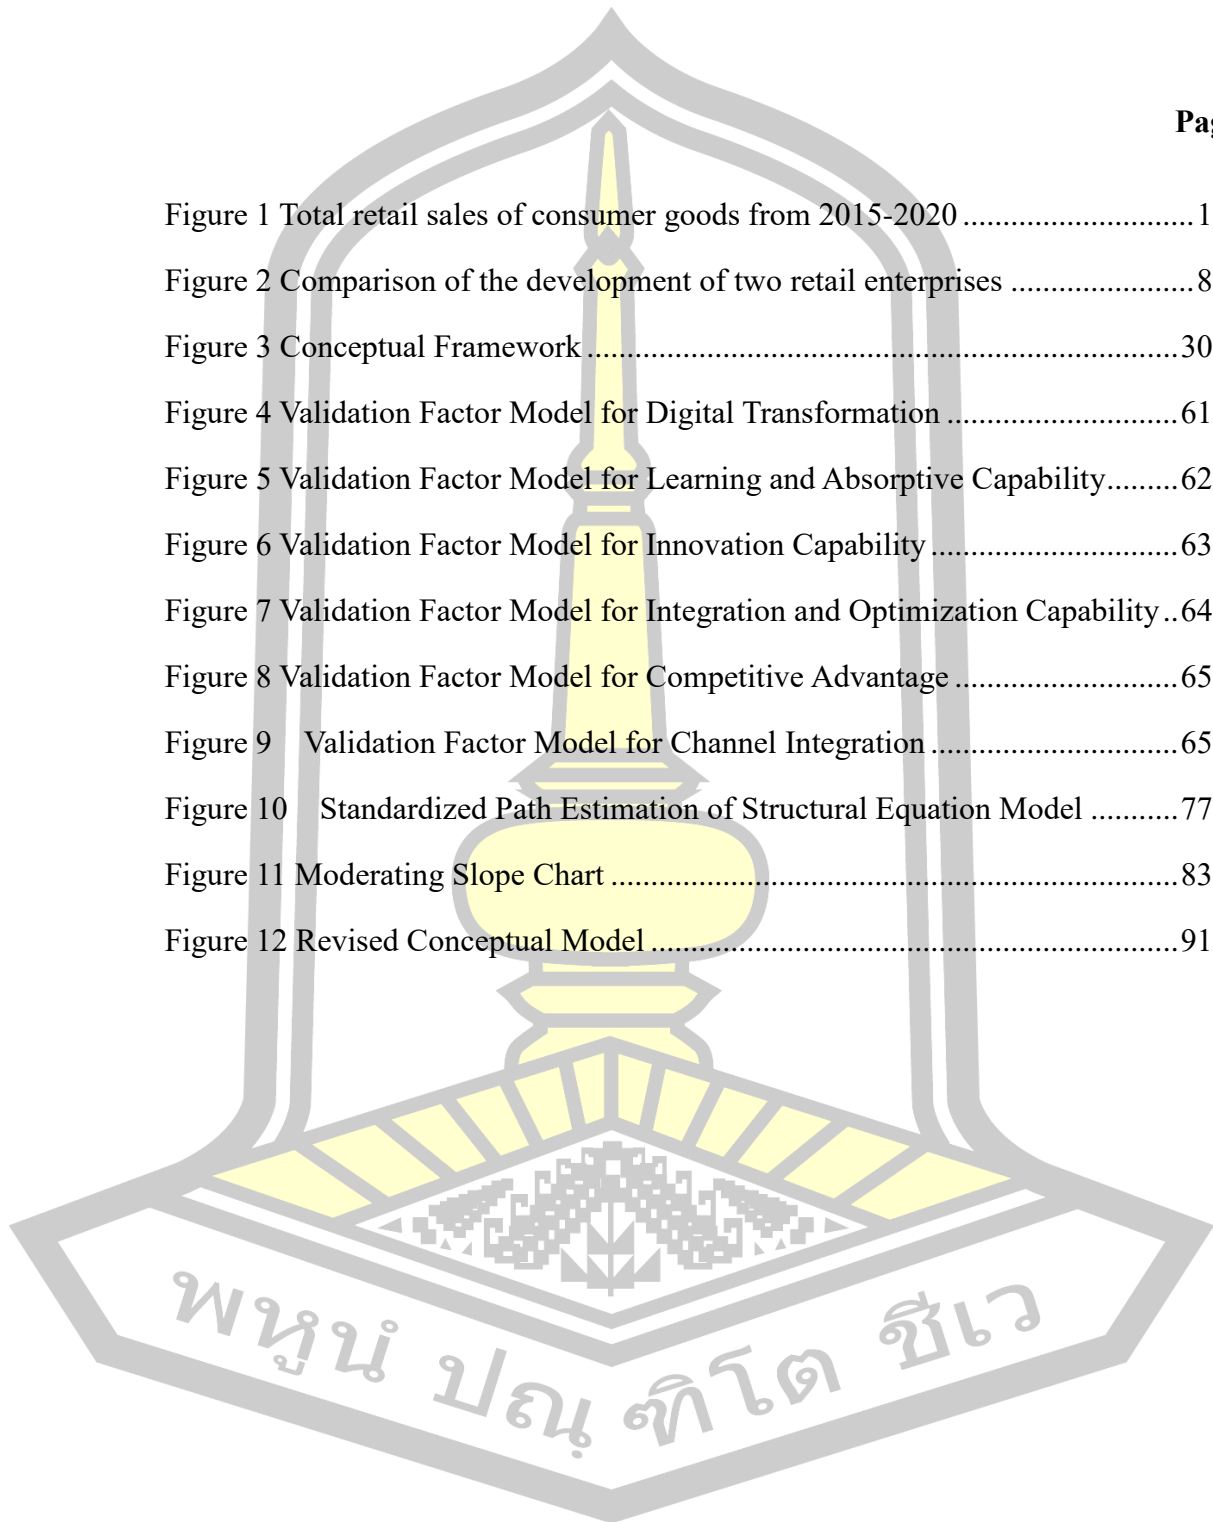 Pag
Figure 1 Total retail sales of consumer goods from 2015-2020 ............................. 1
Figure 2 Comparison of the development of two retail enterprises ....................... 8
Figure 3 Conceptual Framework .......................................................................... 30
Figure 4 Validation Factor Model for Digital Transformation ............................. 61
Figure 5 Validation Factor Model for Learning and Absorptive Capability......... 62
Figure 6 Validation Factor Model for Innovation Capability ............................... 63
Figure 7 Validation Factor Model for Integration and Optimization Capability .. 64
Figure 8 Validation Factor Model for Competitive Advantage ............................ 65
Figure 9 Validation Factor Model for Channel Integration ............................... 65
Figure 10 Standardized Path Estimation of Structural Equation Model ........... 77
Figure 11 Moderating Slope Chart ....................................................................... 83
Figure 12 Revised Conceptual Model .................................................................. 91
พหูนํ ปณฺ ฑิโต ชีเว